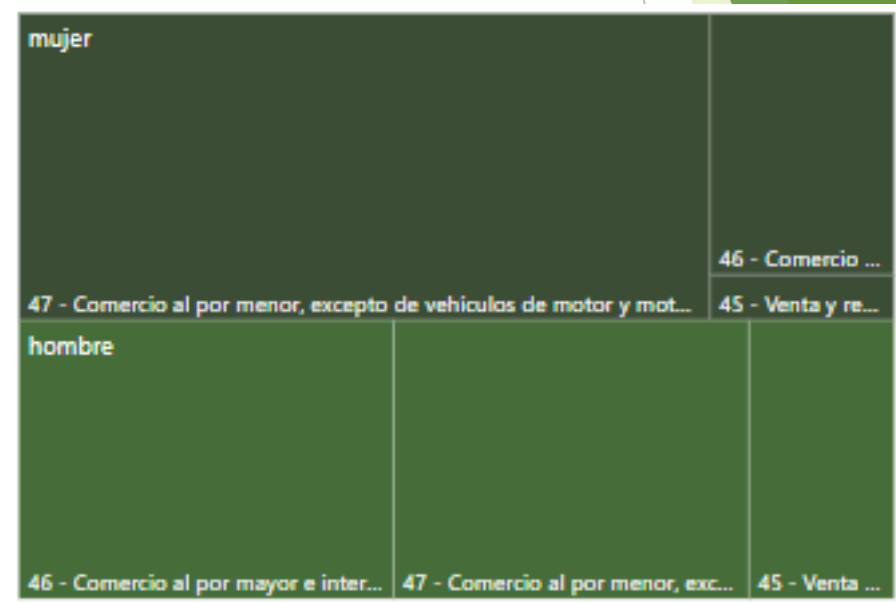 mujer
46 - Comercio ...
47 - Comercio al por menor, excepto de vehículos de motor y mot...
45 - Venta y re...
hombre
46 - Comercio al por mayor e inter...
47 - Comercio al por menor, exc...
45 - Venta ...